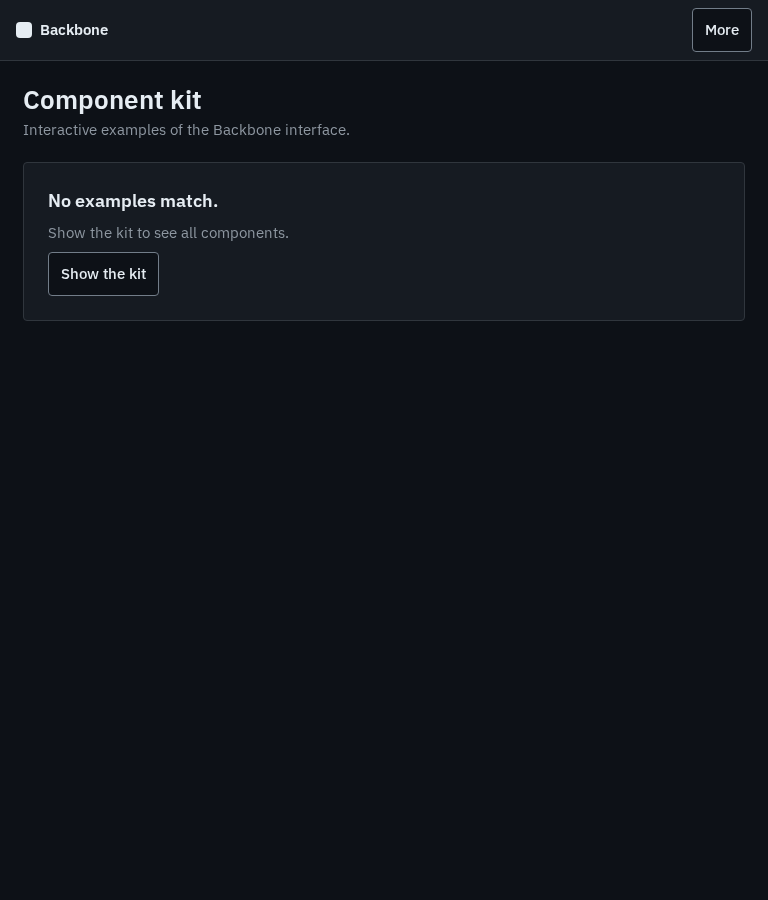 Backbone
More
Component kit
Interactive examples of the Backbone interface.
No examples match.
Show the kit to see all components.
Show the kit